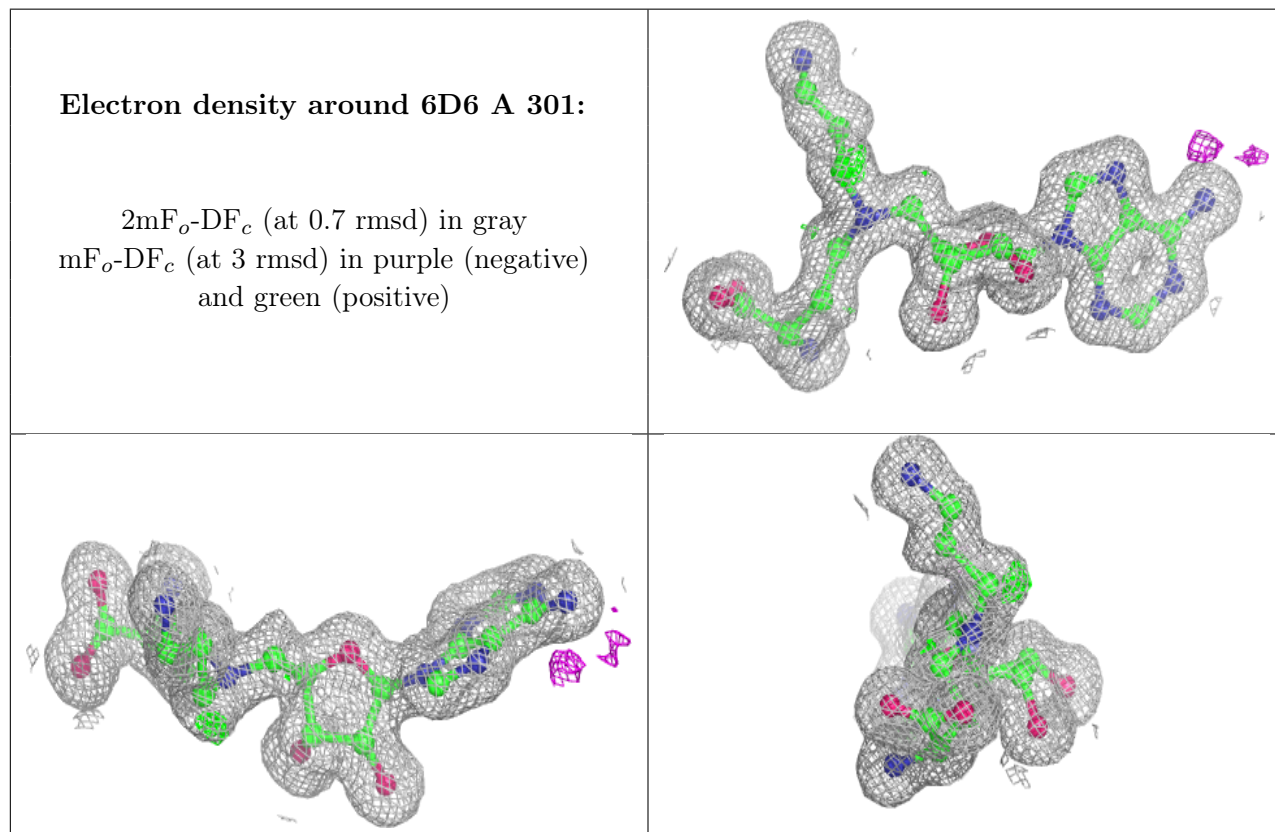 Electron density around 6D6 A 301:
2mFo-DFc (at 0.7 rmsd) in gray
mFo-DFc (at 3 rmsd) in purple (negative)
and green (positive)